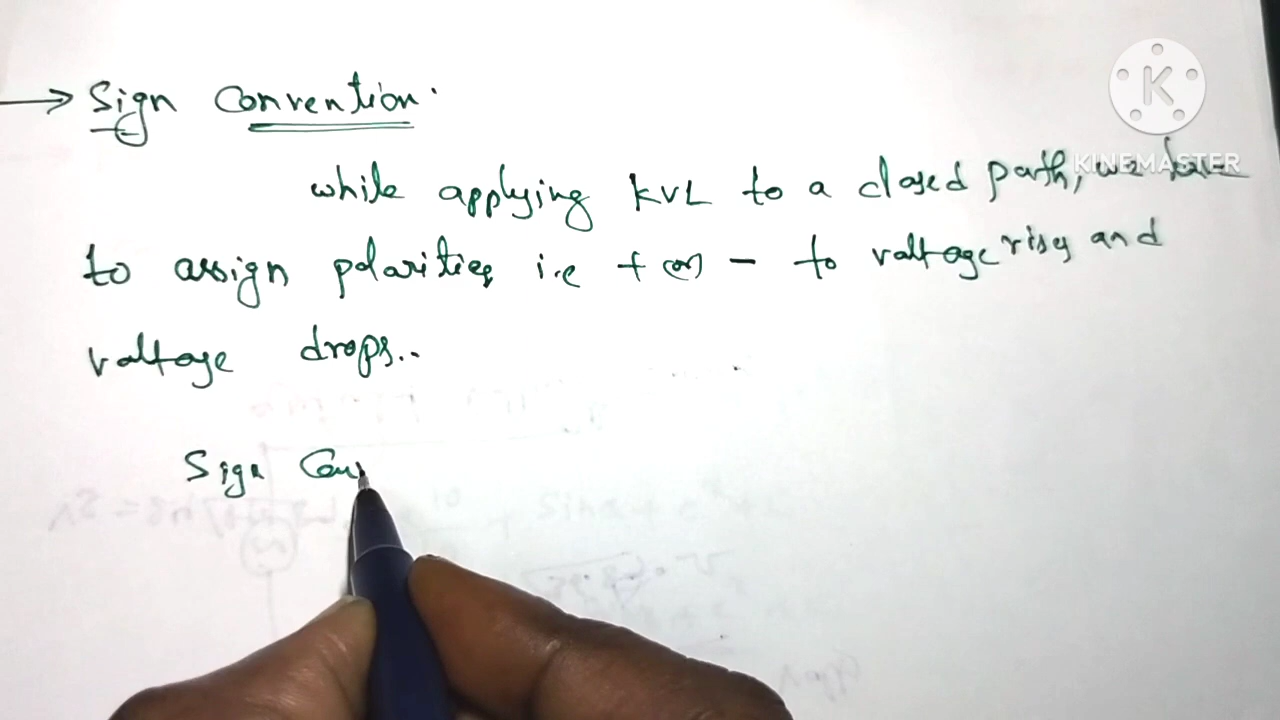 → Sign Convention.
while applying KVL to a closed path, we have
to assign polarities i.e + (or) - to voltage rises and
voltage drops..
Sign Con
K
KINEMASTER